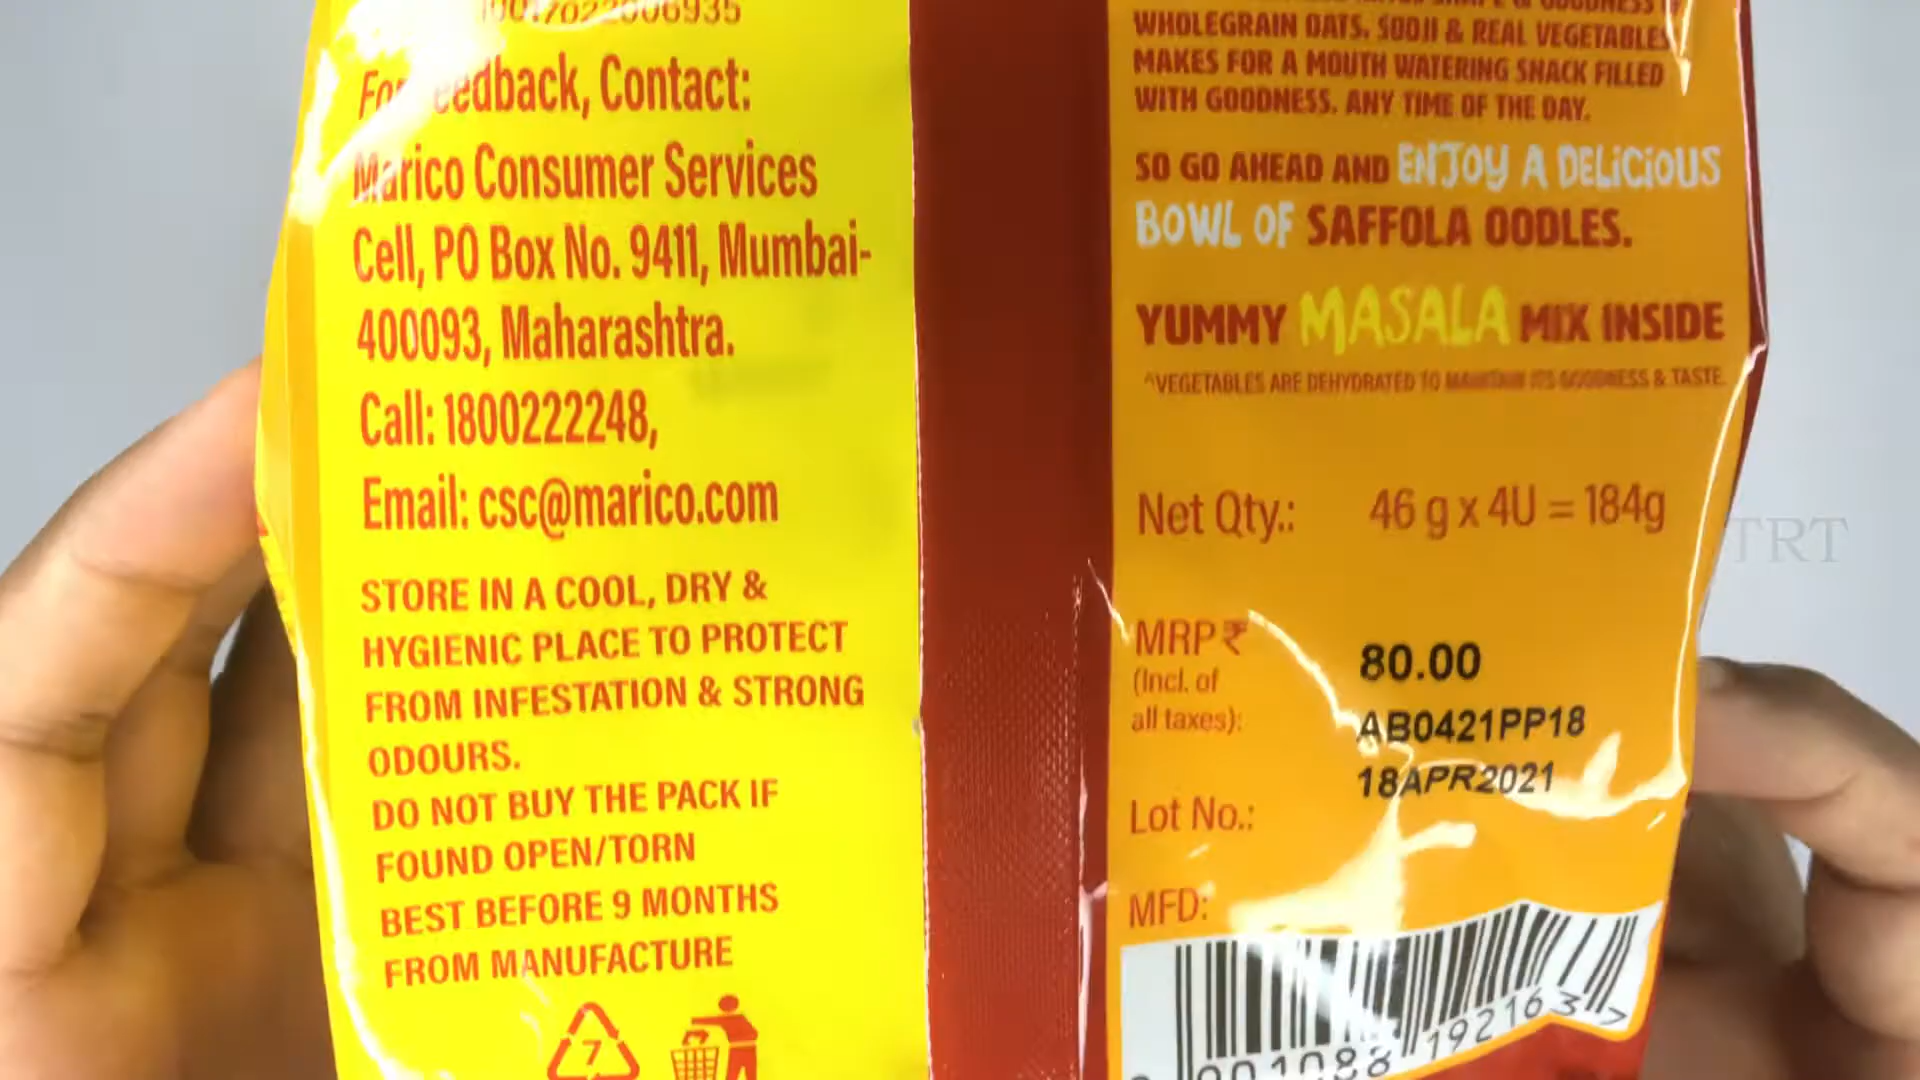 For
Contact:
Marico Consumer Services
Cell, PO Box No. 9411, Mumbai-
400093, Maharashtra.
Call: 1800222248,
Email: csc@marico.com
STORE IN A COOL, DRY &
HYGIENIC PLACE TO PROTECT
FROM INFESTATION & STRONG
ODOURS.
DO NOT BUY THE PACK IF
FOUND OPEN/TORN
BEST BEFORE 9 MONTHS
FROM MANUFACTURE
7
WHOLEGRAIN OATS, SOOJI & REAL VEGETABLES
MAKES FOR A MOUTH WATERING SNACK FILLED
WITH GOODNESS. ANY TIME OF THE DAY.
SO GO AHEAD AND ENJOY A DELICIOUS
BOWL OF SAFFOLA OODLES.
YUMMY MASALA MIX INSIDE
^VEGETABLES ARE DEHYDRATED TO MAINTAIN ITS GOODNESS & TASTE.
Net Qty.: 46 g x 4U = 184g
MRP ₹ 80.00
(Incl. of
all taxes):
AB0421PP18
18APR2021
Lot No.:
MFD:
192163 >
TRT